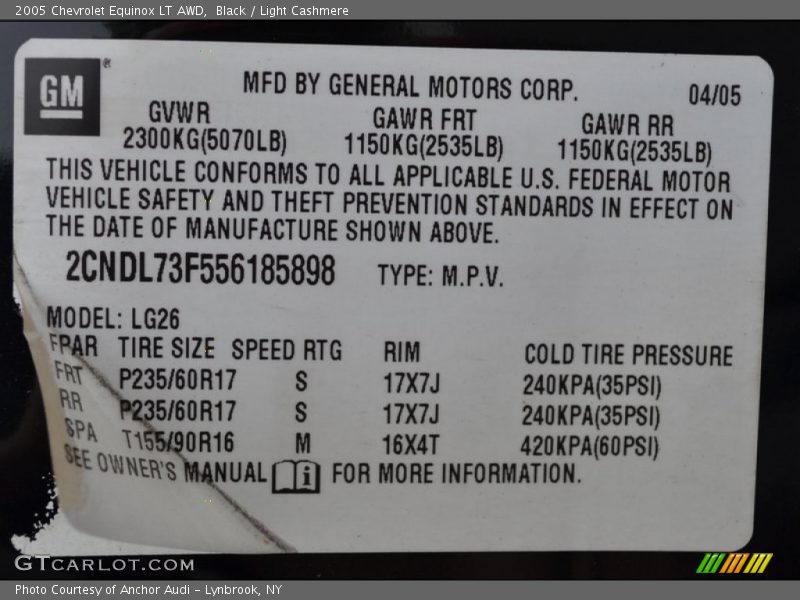 2005 Chevrolet Equinox LT AWD, Black / Light Cashmere
GM ®
MFD BY GENERAL MOTORS CORP. 04/05
GVWR GAWR FRT GAWR RR
2300KG(5070LB) 1150KG(2535LB) 1150KG(2535LB)
THIS VEHICLE CONFORMS TO ALL APPLICABLE U.S. FEDERAL MOTOR
VEHICLE SAFETY AND THEFT PREVENTION STANDARDS IN EFFECT ON
THE DATE OF MANUFACTURE SHOWN ABOVE.
2CNDL73F556185898 TYPE: M.P.V.
MODEL: LG26
FPAR TIRE SIZE SPEED RTG RIM COLD TIRE PRESSURE
FRT P235/60R17 S 17X7J 240KPA(35PSI)
RR P235/60R17 S 17X7J 240KPA(35PSI)
SPA T155/90R16 M 16X4T 420KPA(60PSI)
SEE OWNER'S MANUAL i FOR MORE INFORMATION.
GTCARLOT.COM
Photo Courtesy of Anchor Audi - Lynbrook, NY